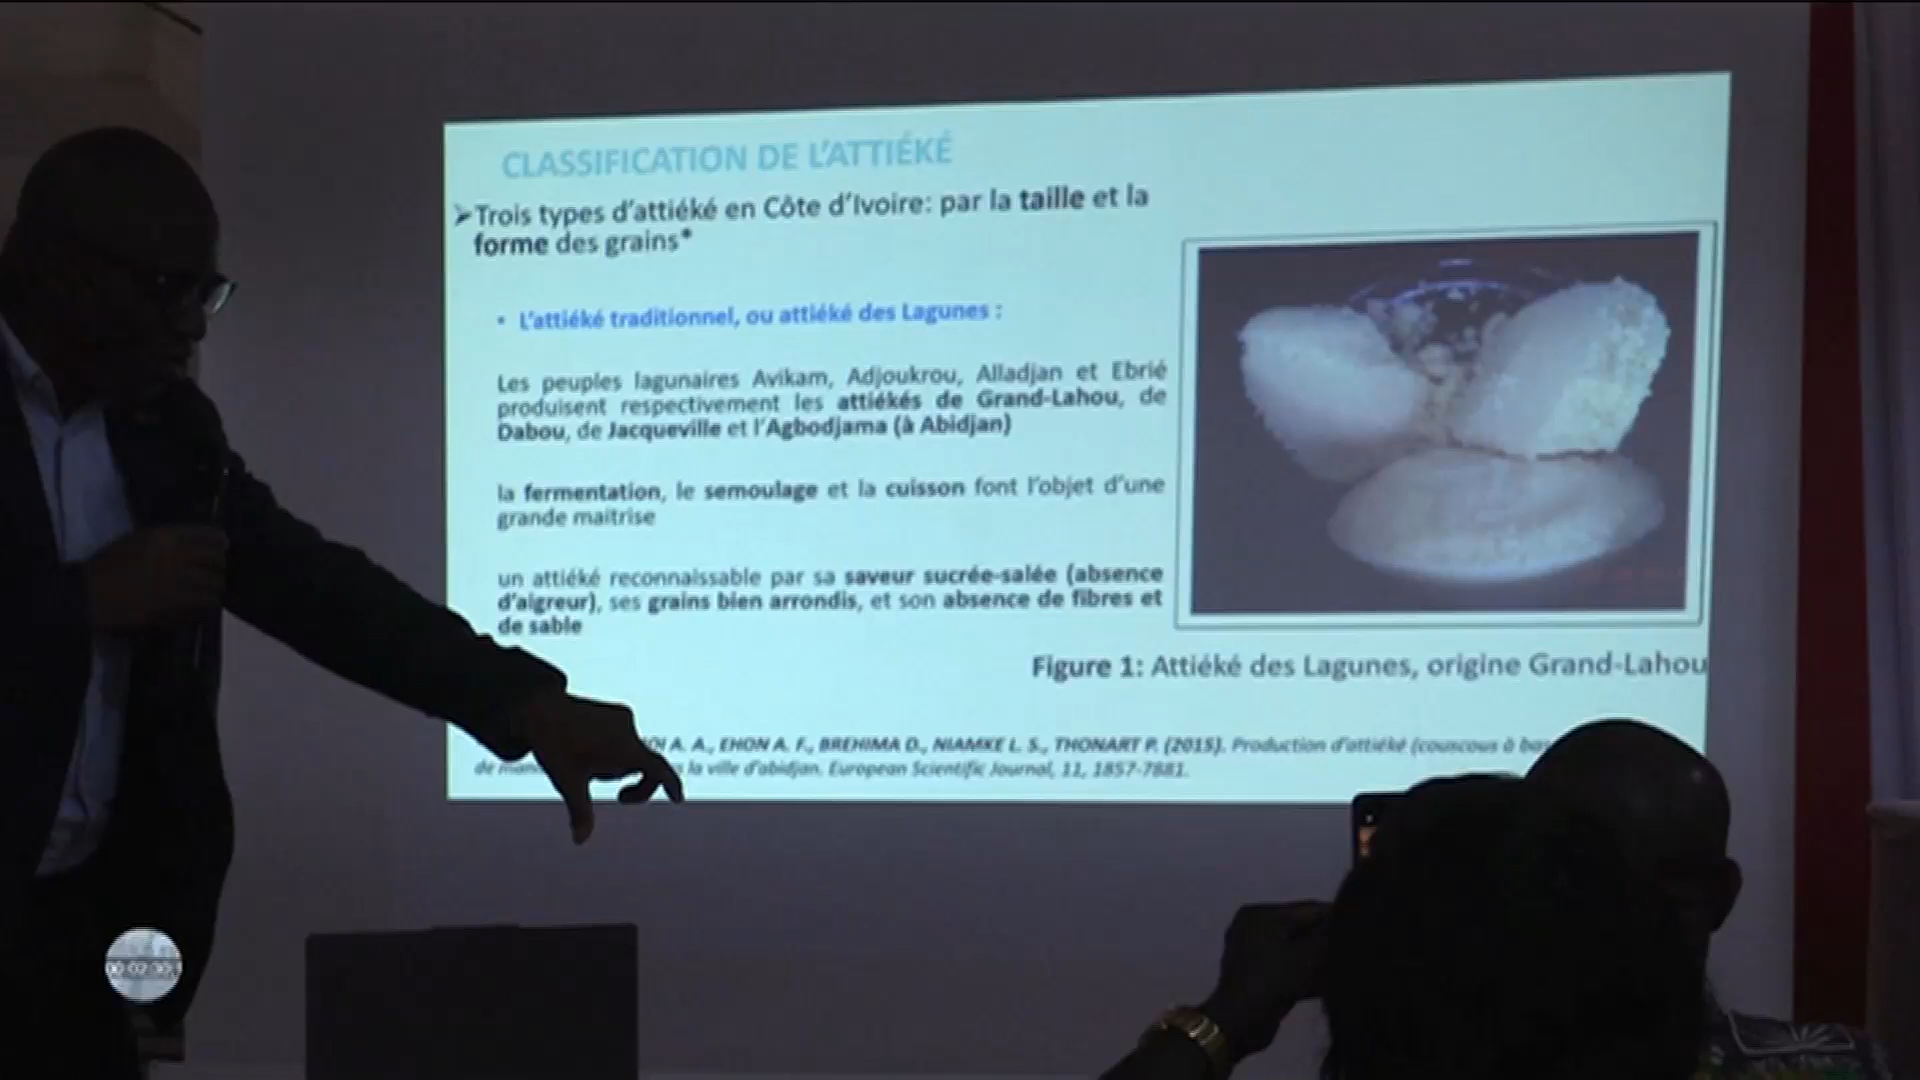 CLASSIFICATION DE L'ATTIÉKÉ
➢Trois types d'attiéké en Côte d'Ivoire: par la taille et la
forme des grains*
• L'attiéké traditionnel, ou attiéké des Lagunes :
Les peuples lagunaires Avikam, Adjoukrou, Alladjan et Ebrié
produisent respectivement les attiékés de Grand-Lahou, de
Dabou, de Jacqueville et l'Agbodjama (à Abidjan)
la fermentation, le semoulage et la cuisson font l'objet d'une
grande maitrise
un attiéké reconnaissable par sa saveur sucrée-salée (absence
d'aigreur), ses grains bien arrondis, et son absence de fibres et
de sable
Figure 1: Attiéké des Lagunes, origine Grand-Lahou
A. A., EHON A. F., BREHIMA D., NIAMKE L. S., THONART P. (2015). Production d'attiéké (couscous à
de la ville d'abidjan. European Scientific Journal, 11, 1857-7881.